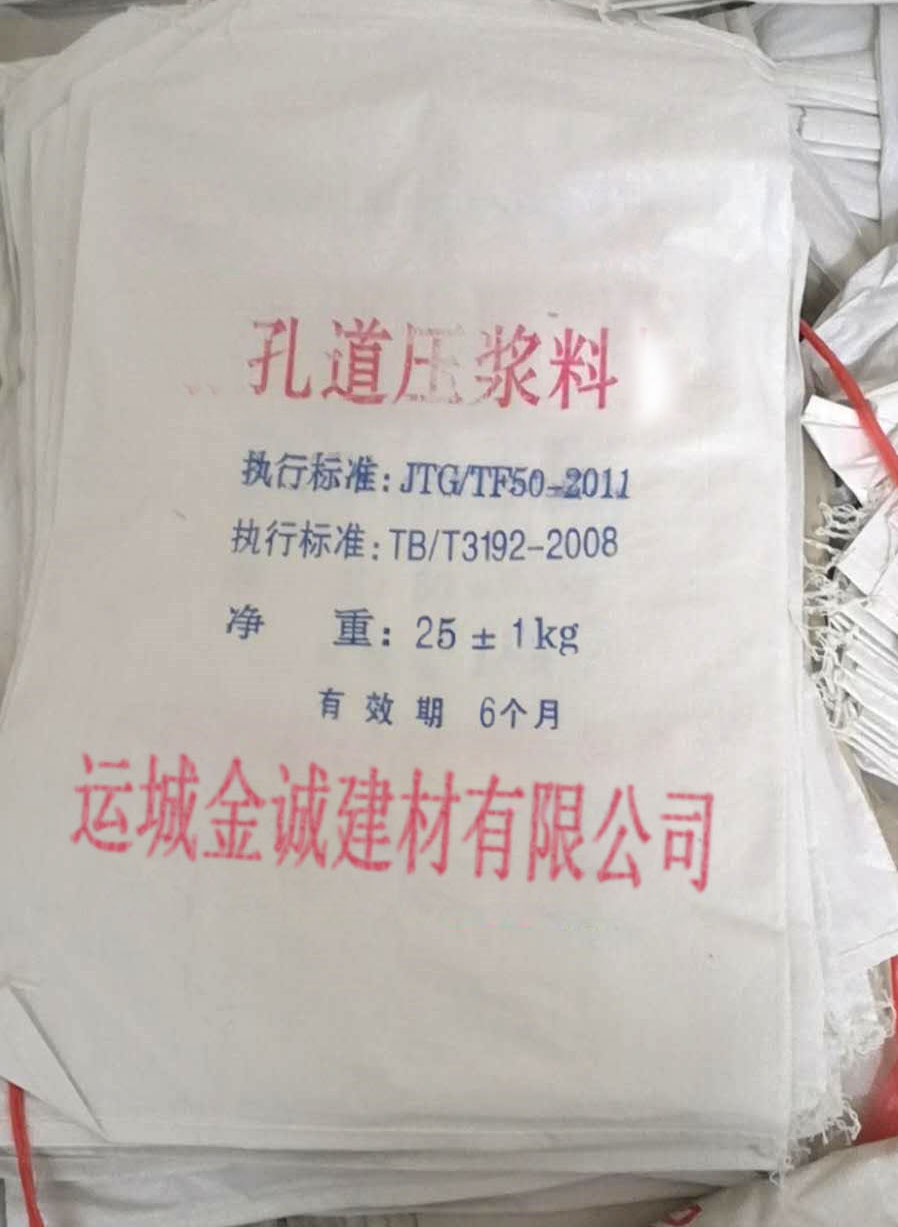 孔道压浆料
执行标准:JTG/TF50-2011
执行标准:TB/T3192-2008
净 重:25±1kg
有效期 6个月
运城金诚建材有限公司